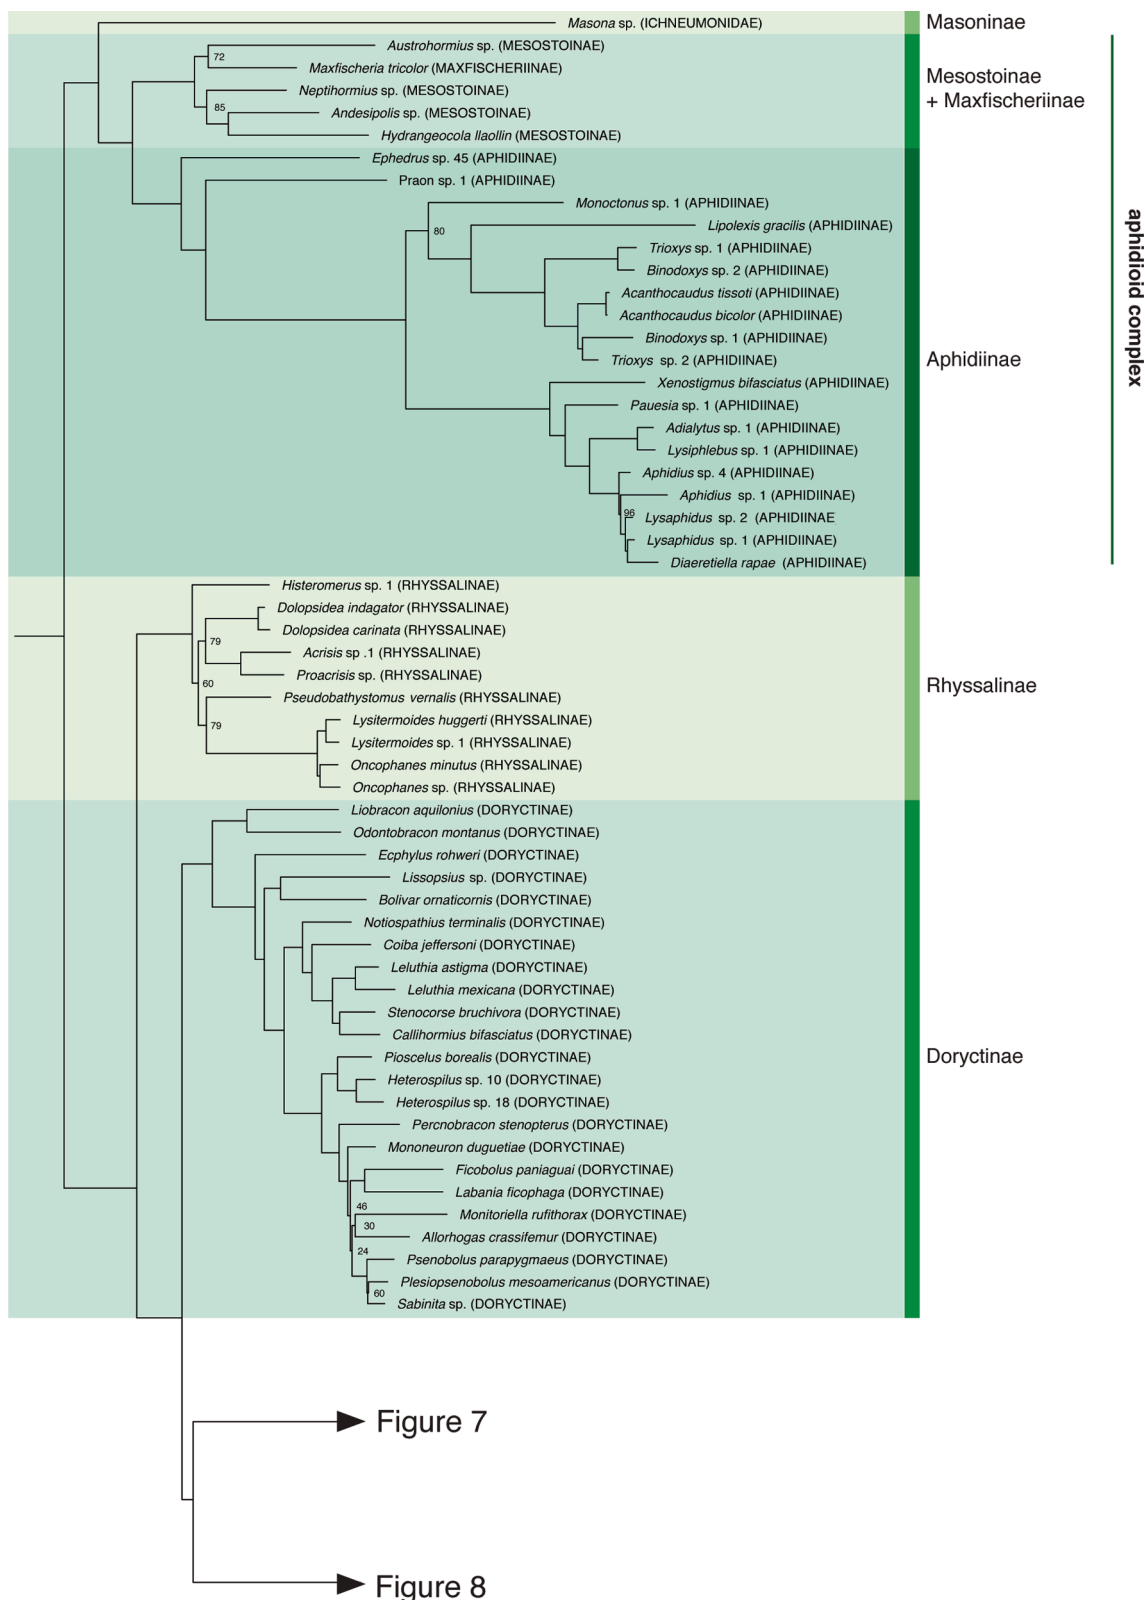 Masona sp. (ICHNEUMONIDAE)
Masoninae
Austrohormius sp. (MESOSTOINAE)
72
Maxfischeria tricolor (MAXFISCHERIINAE)
Mesostoinae
+ Maxfischeriinae
Neptihormius sp. (MESOSTOINAE)
85
Andesipolis sp. (MESOSTOINAE)
Hydrangeocola llaollin (MESOSTOINAE)
Ephedrus sp. 45 (APHIDIINAE)
Praon sp. 1 (APHIDIINAE)
Monoctonus sp. 1 (APHIDIINAE)
80
Lipolexis gracilis (APHIDIINAE)
Trioxys sp. 1 (APHIDIINAE)
Binodoxys sp. 2 (APHIDIINAE)
Acanthocaudus tissoti (APHIDIINAE)
aphidioid complex
Acanthocaudus bicolor (APHIDIINAE)
Binodoxys sp. 1 (APHIDIINAE)
Trioxys sp. 2 (APHIDIINAE)
Aphidiinae
Xenostigmus bifasciatus (APHIDIINAE)
Pauesia sp. 1 (APHIDIINAE)
Adialytus sp. 1 (APHIDIINAE)
Lysiphlebus sp. 1 (APHIDIINAE)
Aphidius sp. 4 (APHIDIINAE)
Aphidius sp. 1 (APHIDIINAE)
96
Lysaphidus sp. 2 (APHIDIINAE
Lysaphidus sp. 1 (APHIDIINAE)
Diaeretiella rapae (APHIDIINAE)
Histeromerus sp. 1 (RHYSSALINAE)
Dolopsidea indagator (RHYSSALINAE)
Dolopsidea carinata (RHYSSALINAE)
79
Acrisis sp .1 (RHYSSALINAE)
Proacrisis sp. (RHYSSALINAE)
60
Rhyssalinae
Pseudobathystomus vernalis (RHYSSALINAE)
79
Lysitermoides huggerti (RHYSSALINAE)
Lysitermoides sp. 1 (RHYSSALINAE)
Oncophanes minutus (RHYSSALINAE)
Oncophanes sp. (RHYSSALINAE)
Liobracon aquilonius (DORYCTINAE)
Odontobracon montanus (DORYCTINAE)
Ecphylus rohweri (DORYCTINAE)
Lissopsius sp. (DORYCTINAE)
Bolivar ornaticornis (DORYCTINAE)
Notiospathius terminalis (DORYCTINAE)
Coiba jeffersoni (DORYCTINAE)
Leluthia astigma (DORYCTINAE)
Leluthia mexicana (DORYCTINAE)
Stenocorse bruchivora (DORYCTINAE)
Callihormius bifasciatus (DORYCTINAE)
Pioscelus borealis (DORYCTINAE)
Doryctinae
Heterospilus sp. 10 (DORYCTINAE)
Heterospilus sp. 18 (DORYCTINAE)
Percnobracon stenopterus (DORYCTINAE)
Mononeuron duguetiae (DORYCTINAE)
Ficobolus paniaguai (DORYCTINAE)
Labania ficophaga (DORYCTINAE)
46
Monitoriella rufithorax (DORYCTINAE)
30
Allorhogas crassifemur (DORYCTINAE)
24
Psenobolus parapygmaeus (DORYCTINAE)
Plesiopsenobolus mesoamericanus (DORYCTINAE)
60
Sabinita sp. (DORYCTINAE)
Figure 7
Figure 8